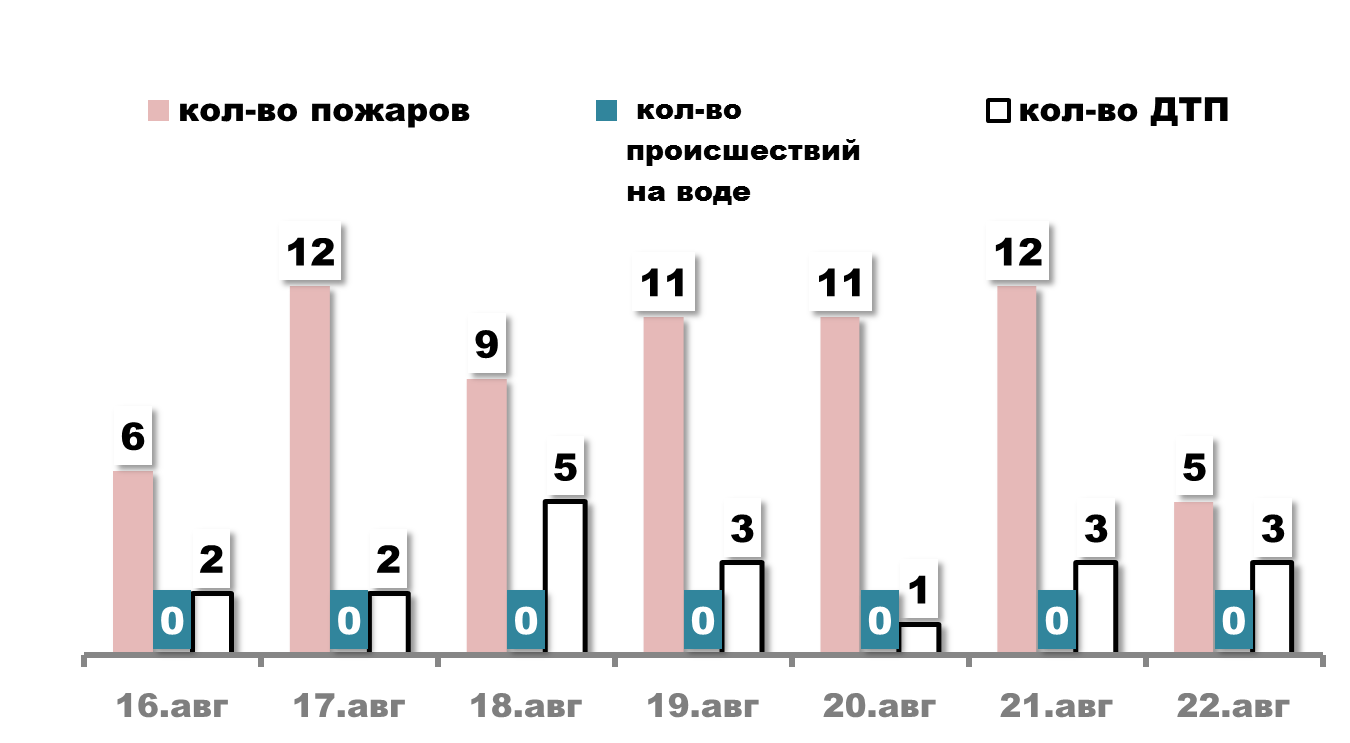 кол-во пожаров
кол-во
происшествий
на воде
кол-во ДТП
12
12
11
11
9
6
5
5
3
3
3
2
2
1
0
0
0
0
0
0
0
16.авг
17.авг
18.авг
19.авг
20.авг
21.авг
22.авг